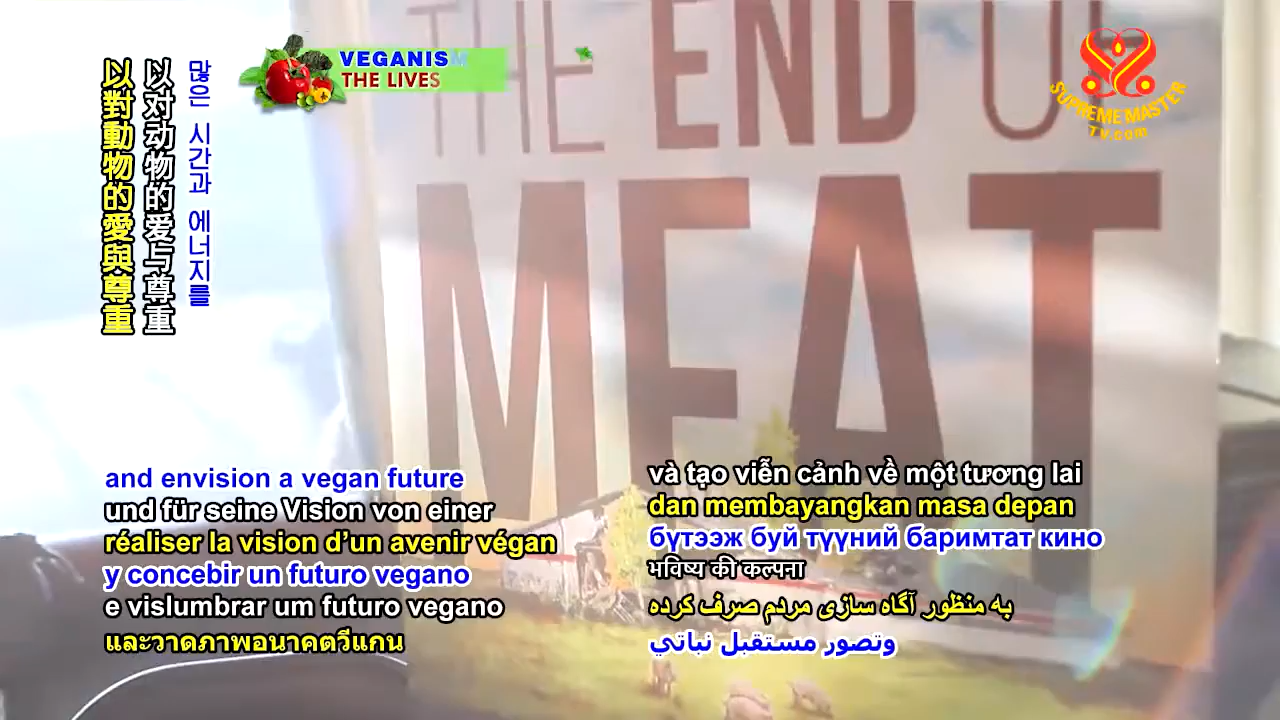 THE END OF
MEAT
VEGANISM
THE LIVES
SUPREME MASTER
TV.com
많은 시간과 에너지를
以对动物的爱与尊重
以對動物的愛與尊重
and envision a vegan future
und für seine Vision von einer
réaliser la vision d’un avenir végan
y concebir un futuro vegano
e vislumbrar um futuro vegano
และวาดภาพอนาคตวีแกน
và tạo viễn cảnh về một tương lai
dan membayangkan masa depan
бүтээж буй түүний баримтат кино
भविष्य की कल्पना
به منظور آگاه سازی مردم صرف کرده
وتصور مستقبل نباتي